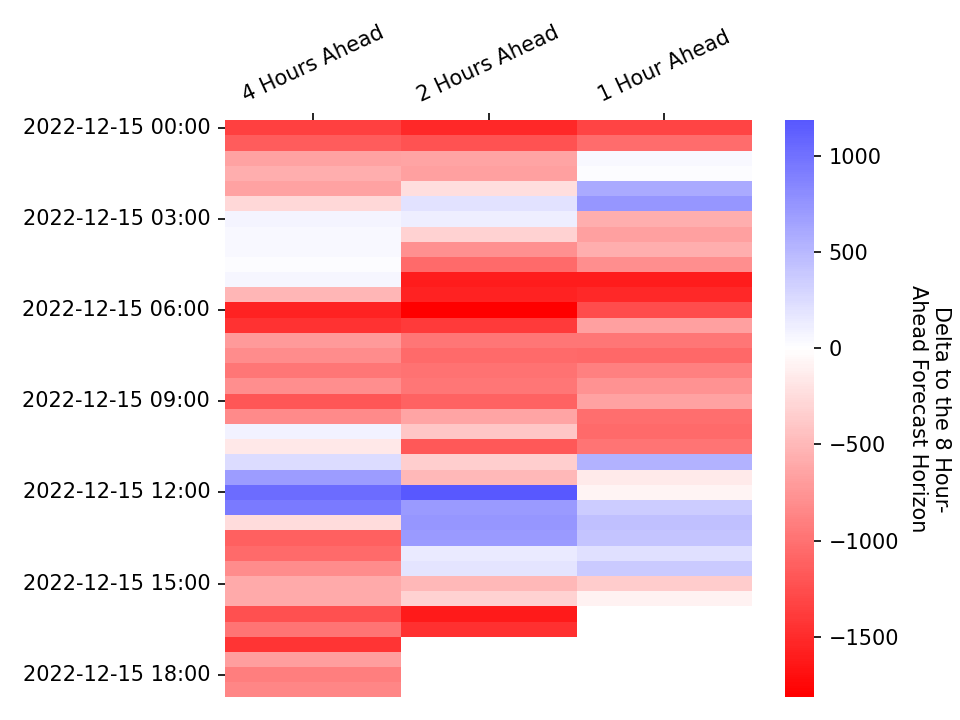 4 Hours Ahead
2 Hours Ahead
1 Hour Ahead
2022-12-15 00:00
2022-12-15 03:00
2022-12-15 06:00
2022-12-15 09:00
2022-12-15 12:00
2022-12-15 15:00
2022-12-15 18:00
1000
500
0
−500
−1000
−1500
Delta to the 8 Hour-
Ahead Forecast Horizon